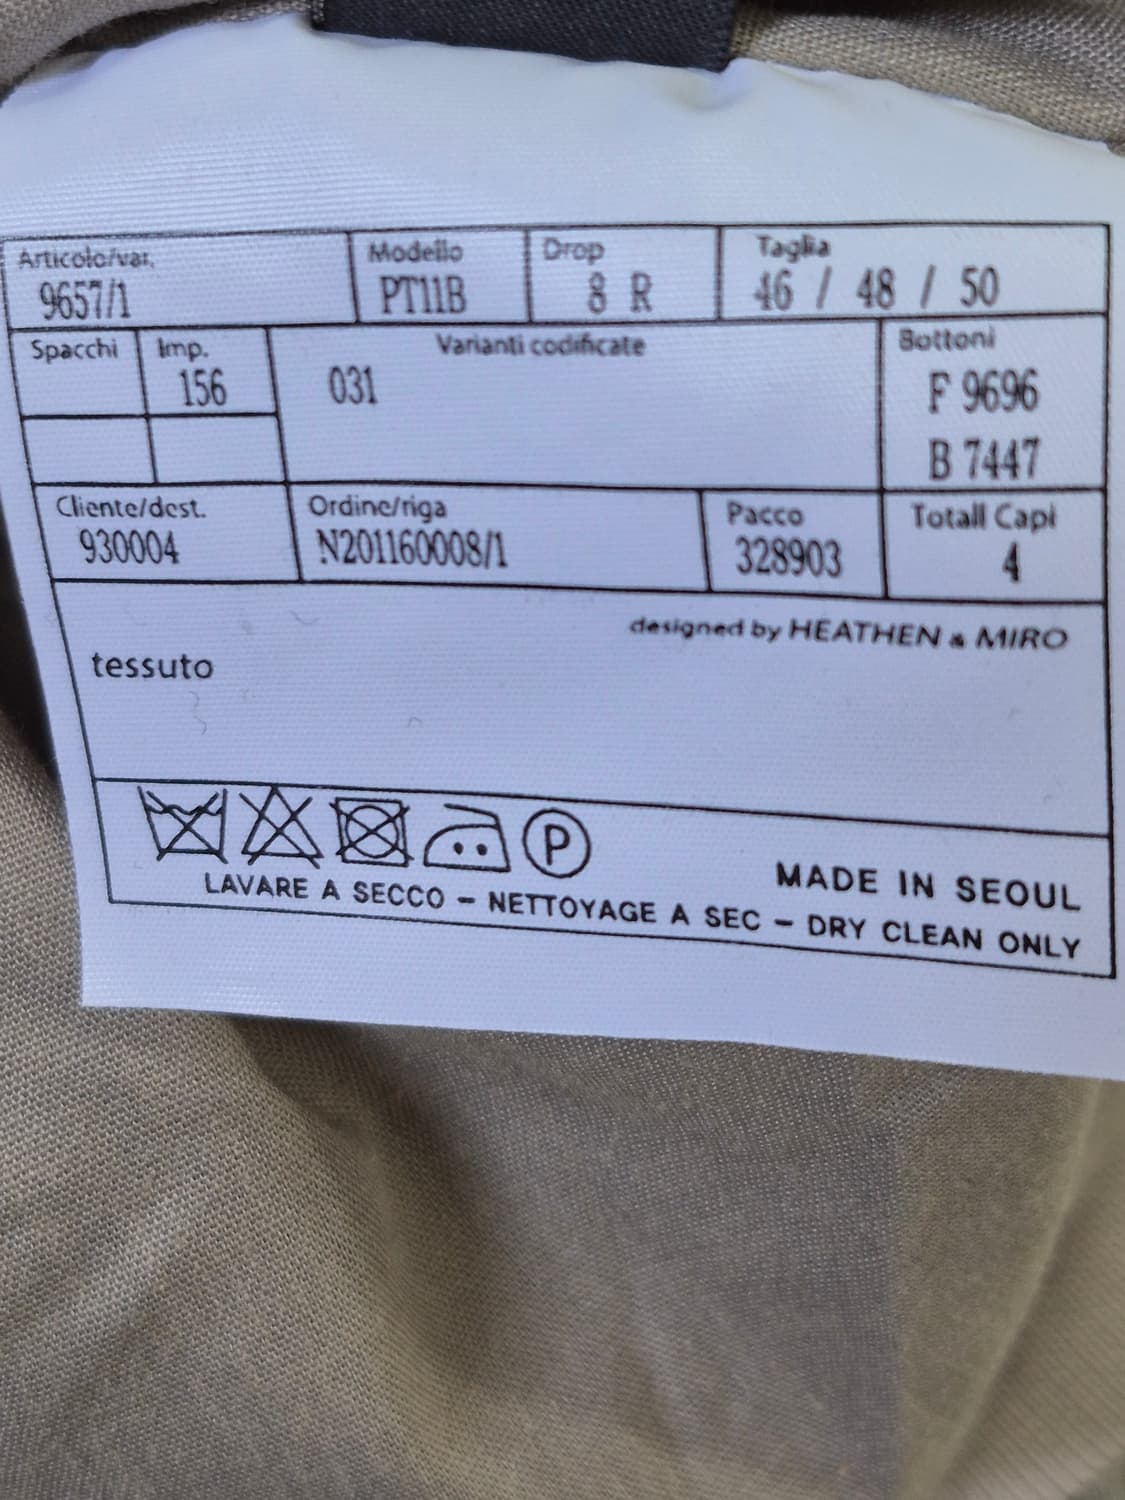 Articolo/var.
9657/1
Modello
PT11B
Drop
8 R
Taglia
46 / 48 / 50
Spacchi
Imp.
156
Varianti codificate
031
Bottoni
F 9696
B 7447
Cliente/dest.
930004
Ordine/riga
N201160008/1
Pacco
328903
Totali Capi
4
designed by HEATHEN & MIRO
tessuto
P
MADE IN SEOUL
LAVARE A SECCO - NETTOYAGE A SEC - DRY CLEAN ONLY